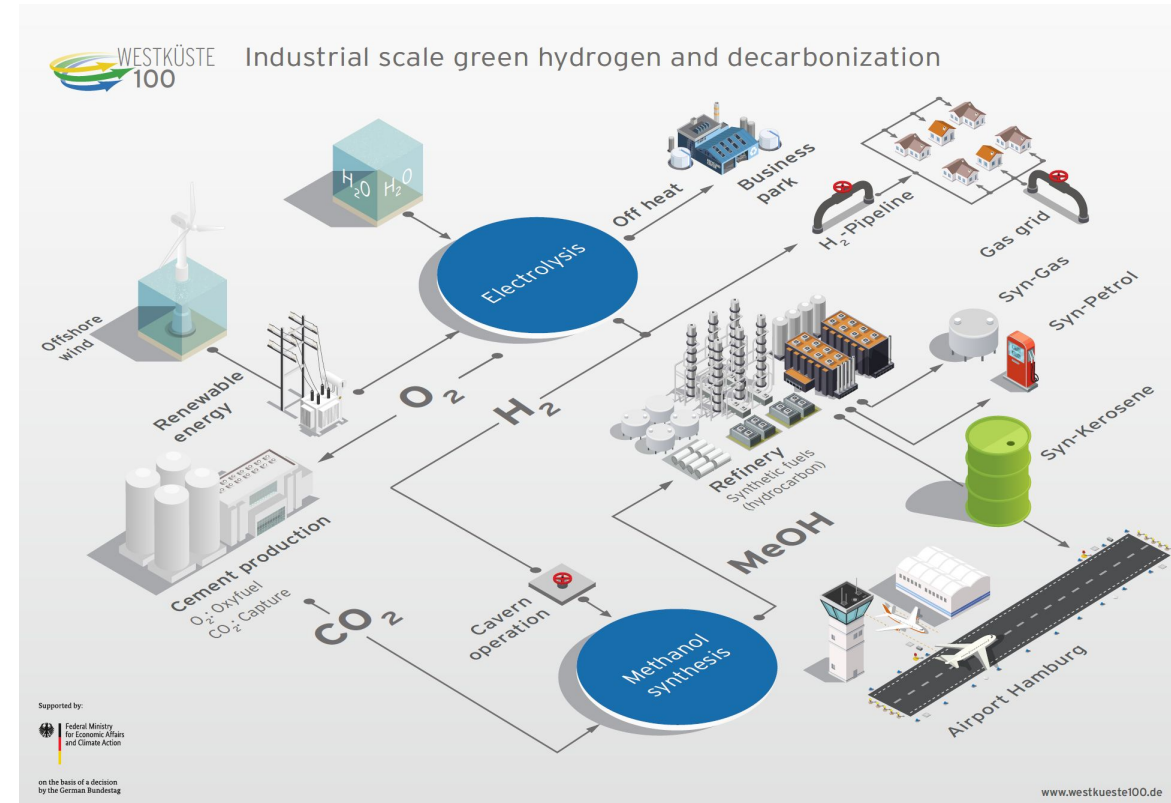 WESTKÜSTE
100
Industrial scale green hydrogen and decarbonization
H₂O H₂O
Electrolysis
Off heat
Business
park
H₂-Pipeline
Gas grid
Offshore
wind
Renewable
energy
O₂
H₂
Syn-Gas
Syn-Petrol
Syn-Kerosene
Refinery
Synthetic fuels
(hydrocarbon)
Cement production
O₂: Oxyfuel
CO₂: Capture
CO₂
Cavern
operation
MeOH
Methanol
synthesis
Airport Hamburg
Supported by:
Federal Ministry
for Economic Affairs
and Climate Action
on the basis of a decision
by the German Bundestag
www.westkueste100.de